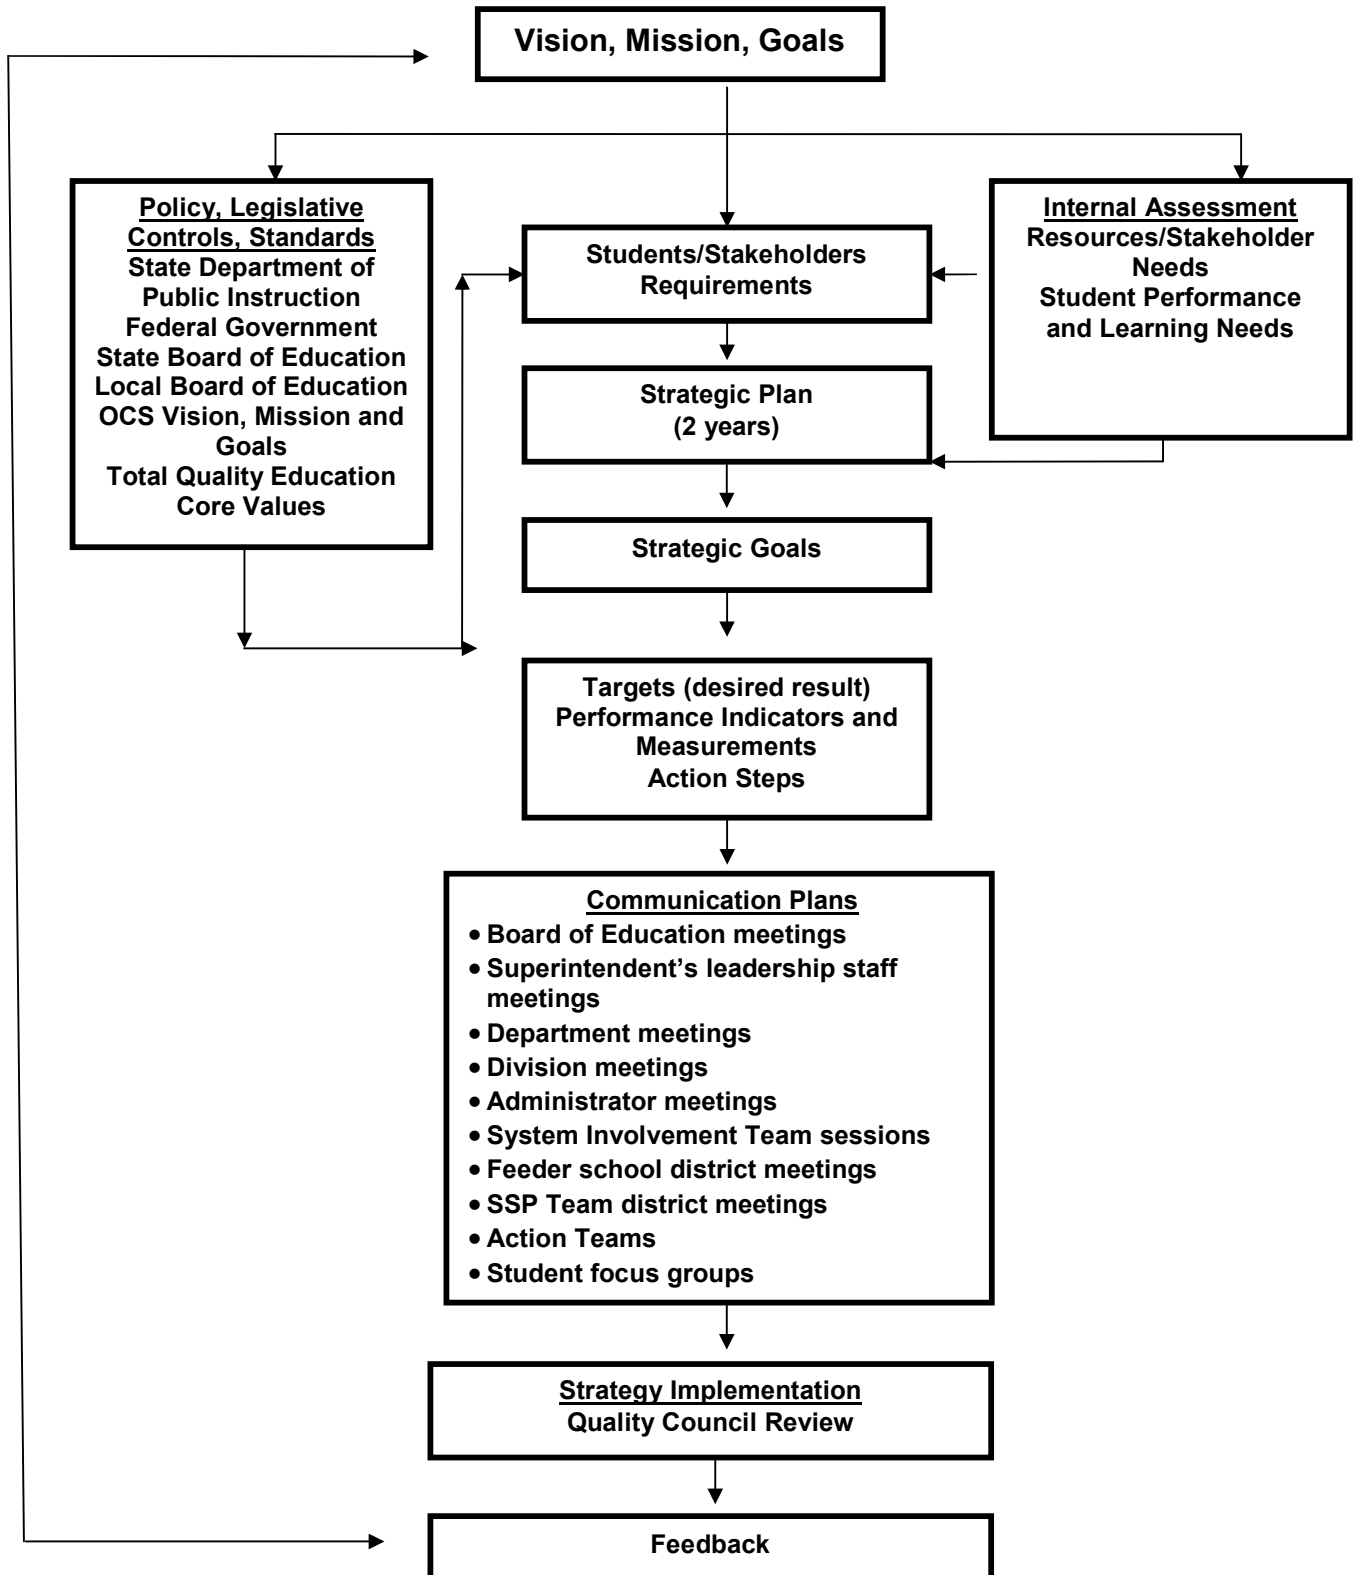 Vision, Mission, Goals
Policy, Legislative
Controls, Standards
State Department of
Public Instruction
Federal Government
State Board of Education
Local Board of Education
OCS Vision, Mission and
Goals
Total Quality Education
Core Values
Students/Stakeholders
Requirements
Internal Assessment
Resources/Stakeholder
Needs
Student Performance
and Learning Needs
Strategic Plan
(2 years)
Strategic Goals
Targets (desired result)
Performance Indicators and
Measurements
Action Steps
Communication Plans
• Board of Education meetings
• Superintendent’s leadership staff
meetings
• Department meetings
• Division meetings
• Administrator meetings
• System Involvement Team sessions
• Feeder school district meetings
• SSP Team district meetings
• Action Teams
• Student focus groups
Strategy Implementation
Quality Council Review
Feedback